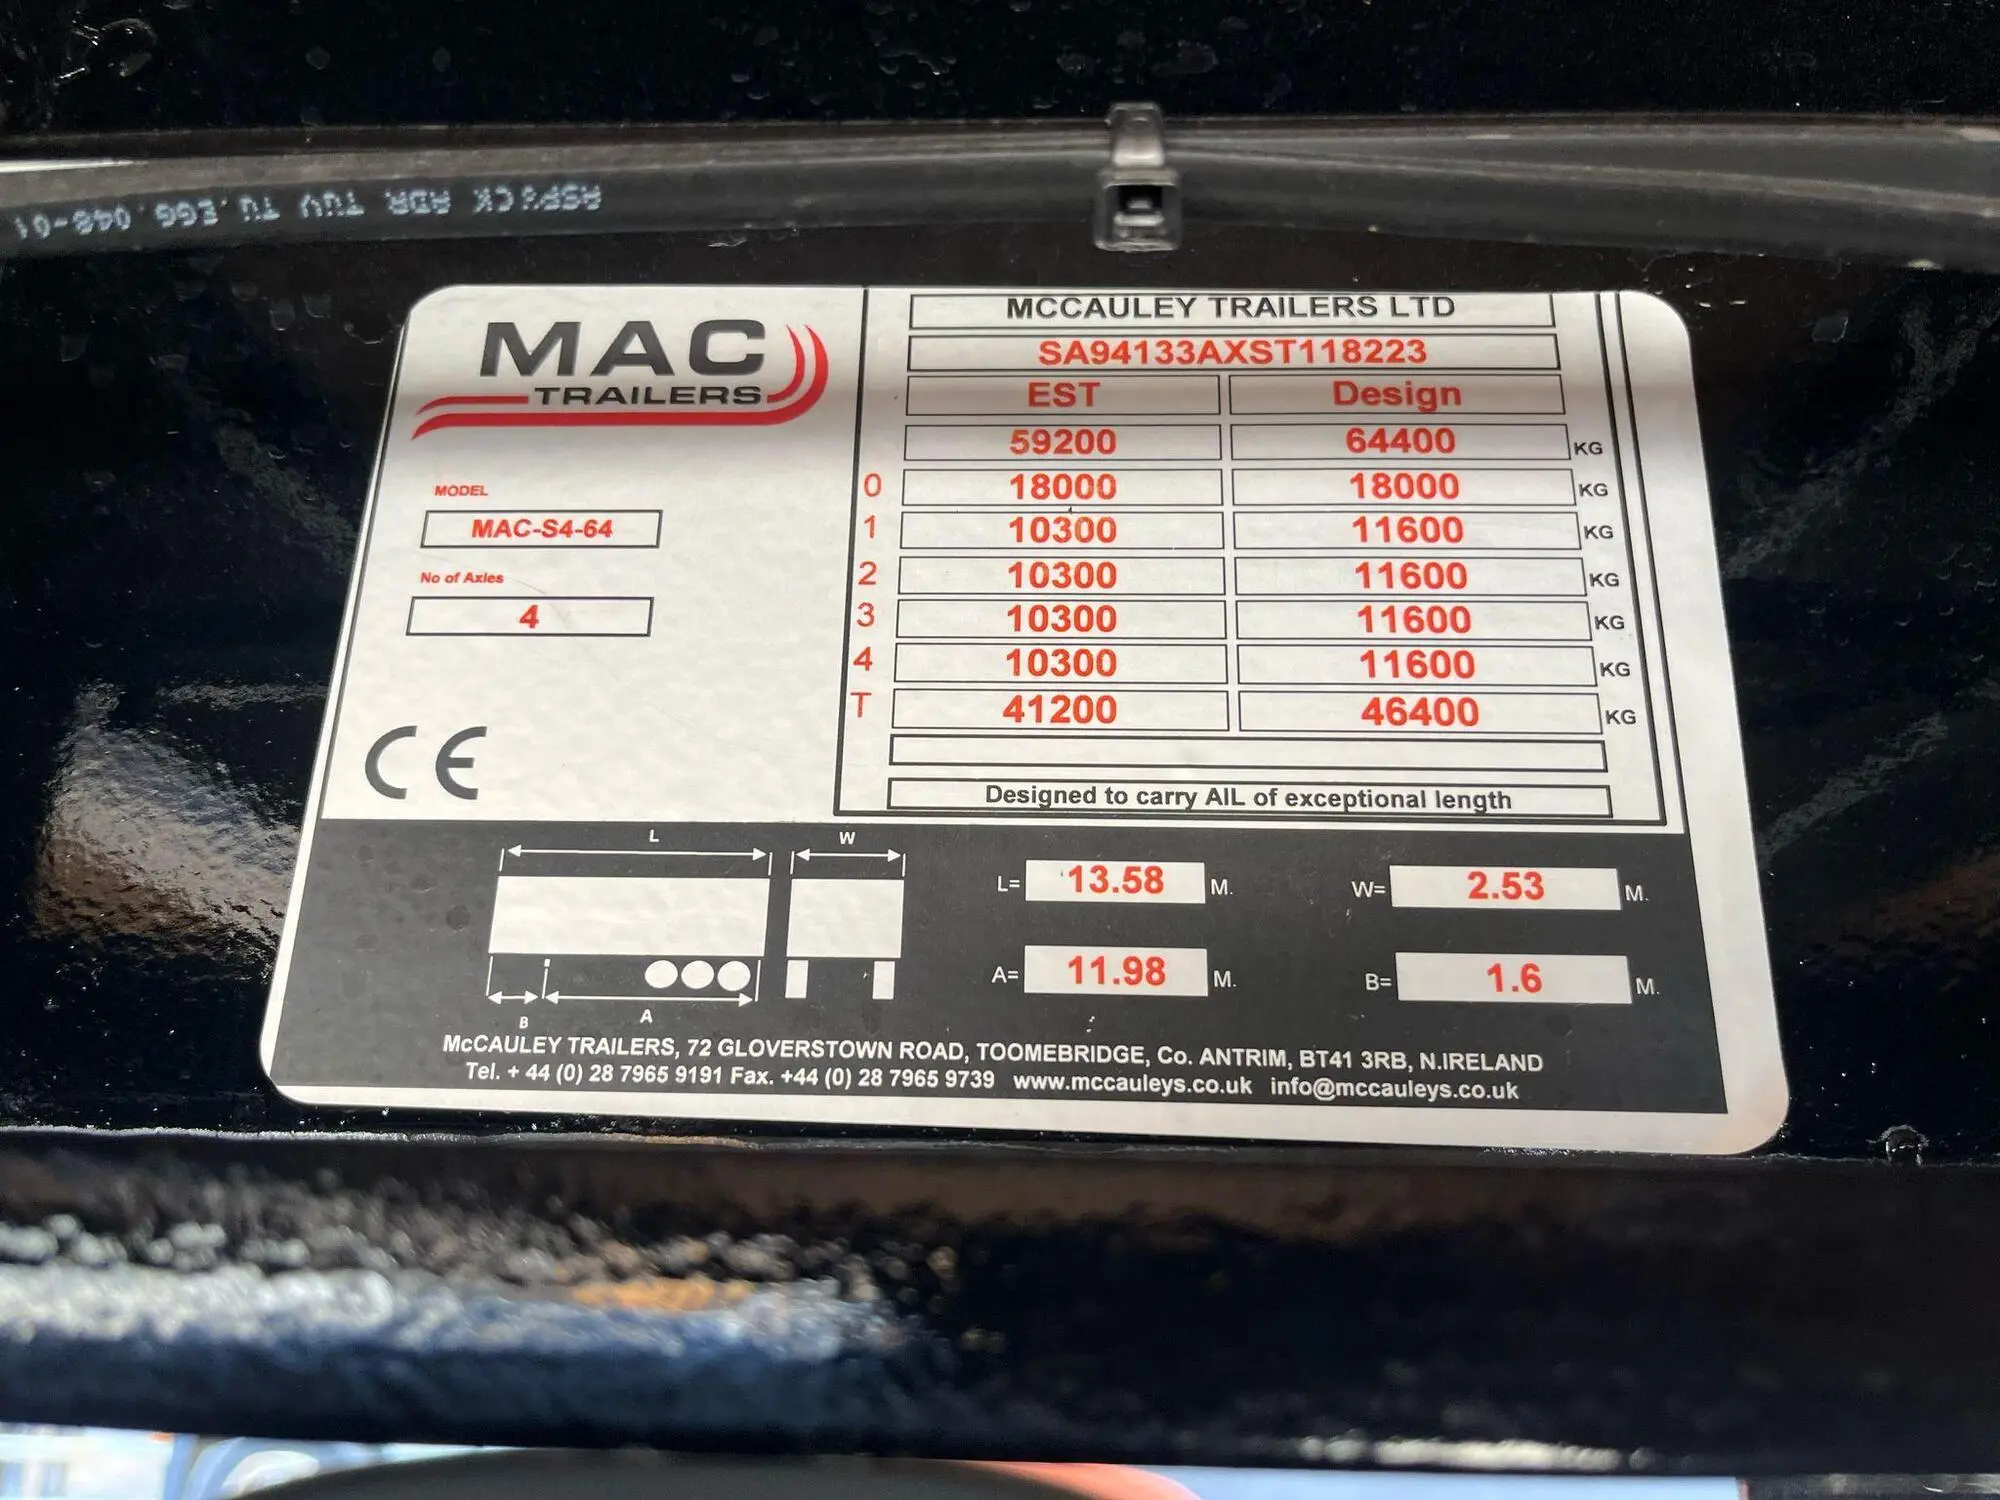 ASPÖCK ADR TUV TU.EGG.048-01
MAC
TRAILERS
MODEL
MAC-S4-64
No of Axles
4
CE
MCCAULEY TRAILERS LTD
SA94133AXST118223
EST Design
59200 64400 KG
0 18000 18000 KG
1 10300 11600 KG
2 10300 11600 KG
3 10300 11600 KG
4 10300 11600 KG
T 41200 46400 KG
Designed to carry AIL of exceptional length
L W
B A
L= 13.58 M. W= 2.53 M.
A= 11.98 M. B= 1.6 M.
McCAULEY TRAILERS, 72 GLOVERSTOWN ROAD, TOOMEBRIDGE, Co. ANTRIM, BT41 3RB, N.IRELAND
Tel. + 44 (0) 28 7965 9191 Fax. +44 (0) 28 7965 9739 www.mccauleys.co.uk info@mccauleys.co.uk